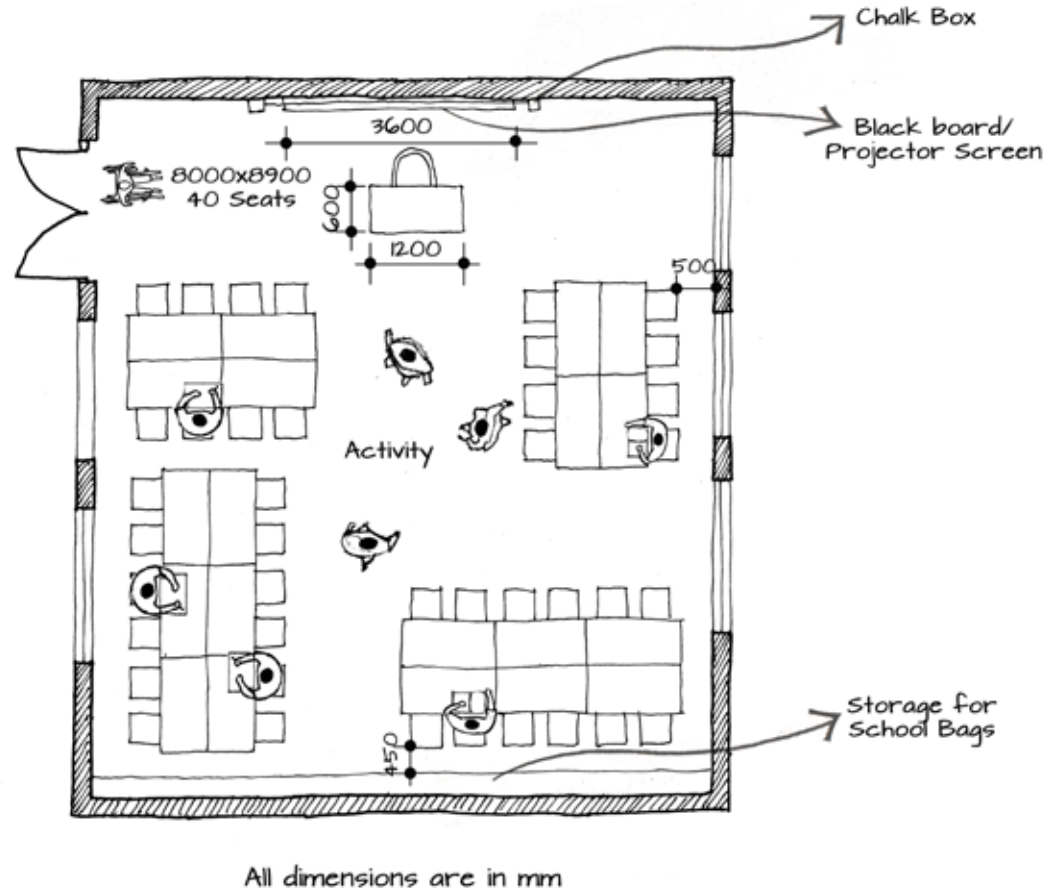 Chalk Box
Black board/
Projector Screen
3600
8000x8900
40 Seats
600
1200
500
Activity
Storage for
School Bags
450
All dimensions are in mm